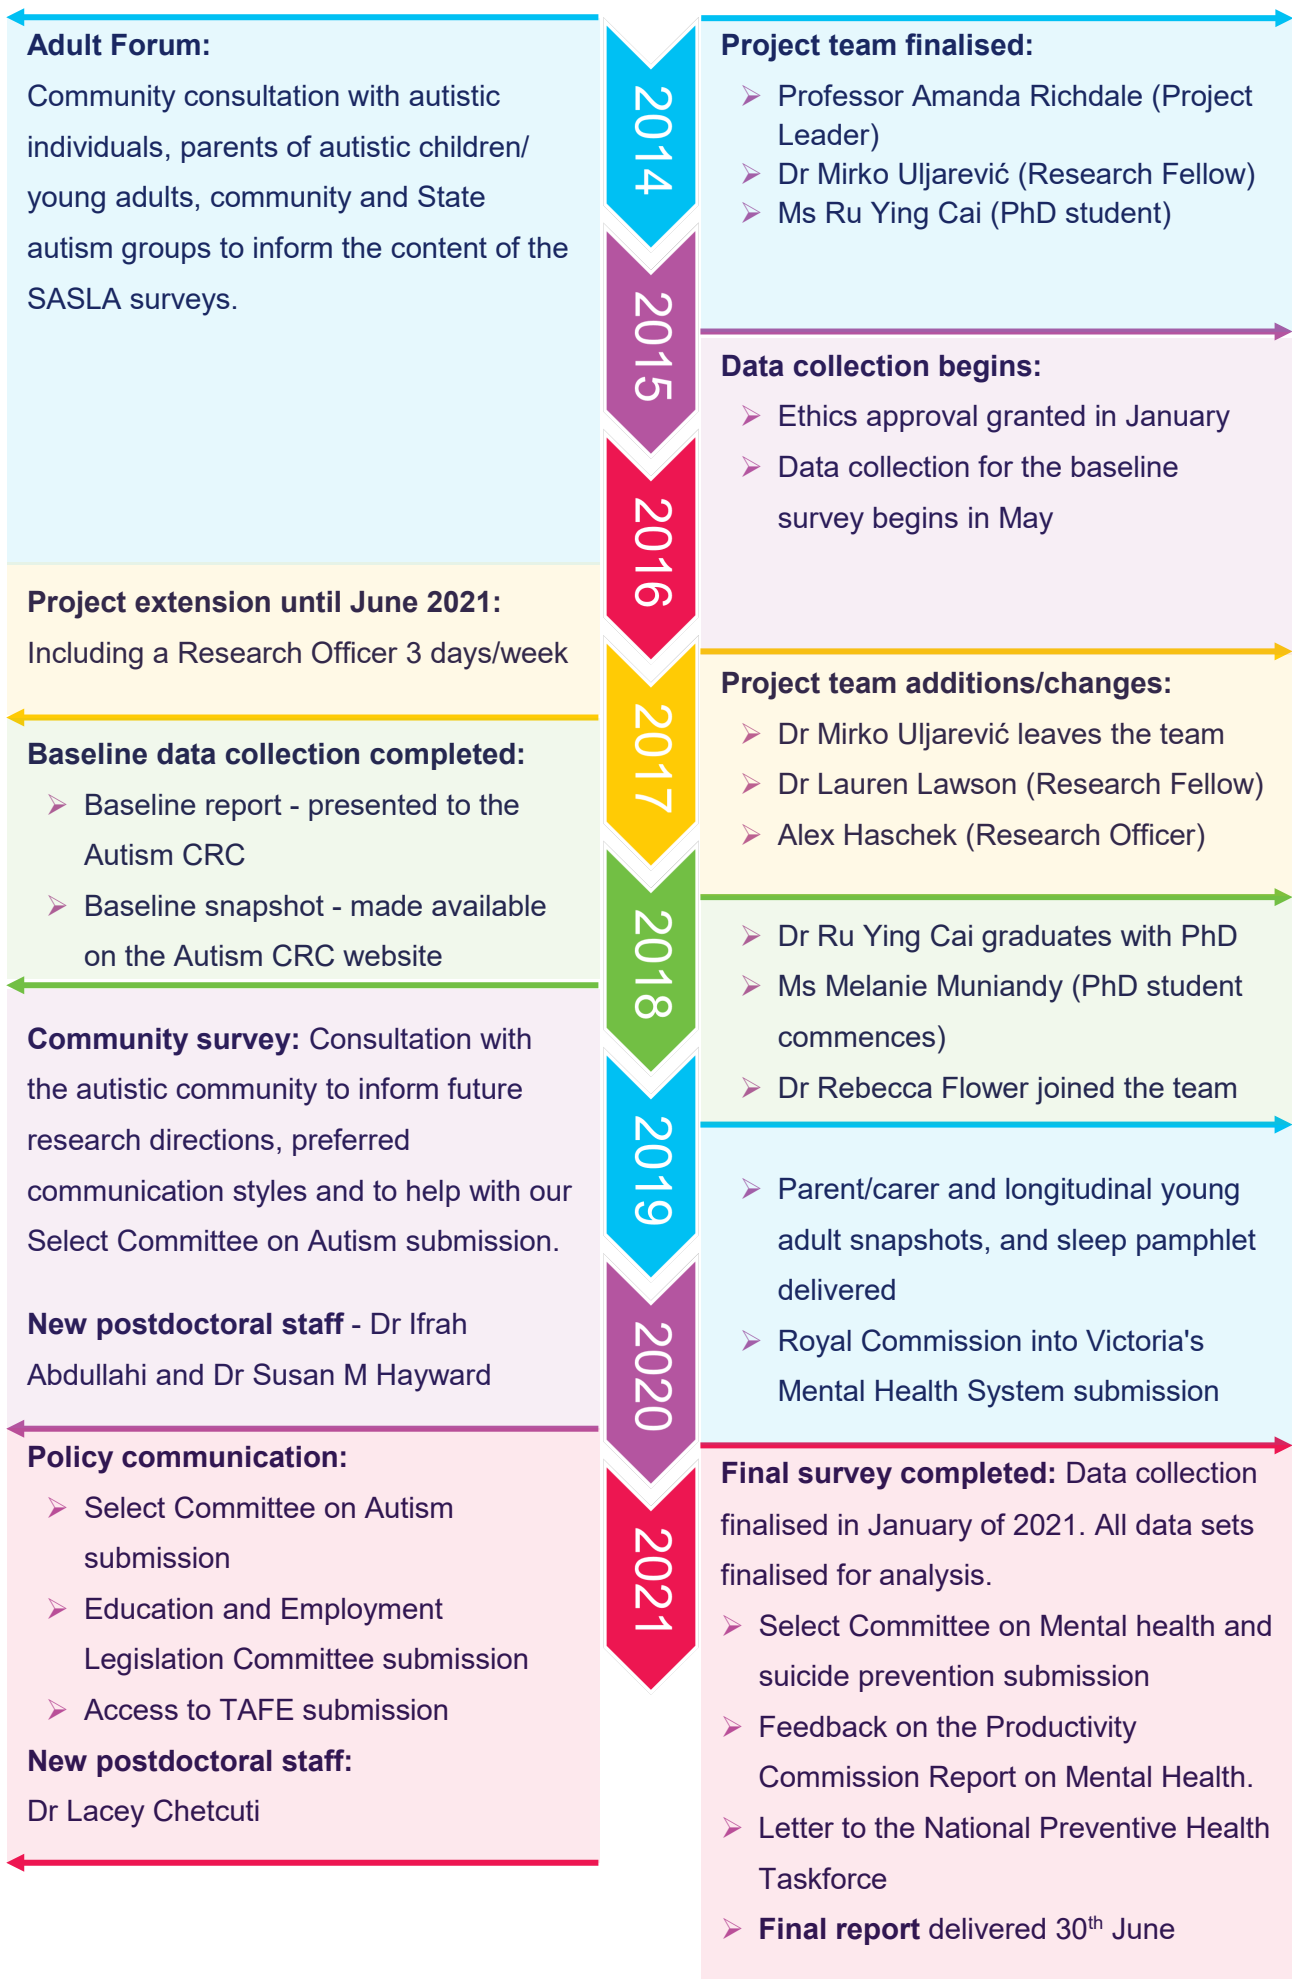 Adult Forum:
Community consultation with autistic
individuals, parents of autistic children/
young adults, community and State
autism groups to inform the content of the
SASLA surveys.
Project extension until June 2021:
Including a Research Officer 3 days/week
Baseline data collection completed:
➢ Baseline report - presented to the
Autism CRC
➢ Baseline snapshot - made available
on the Autism CRC website
Community survey: Consultation with
the autistic community to inform future
research directions, preferred
communication styles and to help with our
Select Committee on Autism submission.
New postdoctoral staff - Dr Ifrah
Abdullahi and Dr Susan M Hayward
Policy communication:
➢ Select Committee on Autism
submission
➢ Education and Employment
Legislation Committee submission
➢ Access to TAFE submission
New postdoctoral staff:
Dr Lacey Chetcuti
2014
2015
2016
2017
2018
2019
2020
2021
Project team finalised:
➢ Professor Amanda Richdale (Project
Leader)
➢ Dr Mirko Uljarević (Research Fellow)
➢ Ms Ru Ying Cai (PhD student)
Data collection begins:
➢ Ethics approval granted in January
➢ Data collection for the baseline
survey begins in May
Project team additions/changes:
➢ Dr Mirko Uljarević leaves the team
➢ Dr Lauren Lawson (Research Fellow)
➢ Alex Haschek (Research Officer)
➢ Dr Ru Ying Cai graduates with PhD
➢ Ms Melanie Muniandy (PhD student
commences)
➢ Dr Rebecca Flower joined the team
➢ Parent/carer and longitudinal young
adult snapshots, and sleep pamphlet
delivered
➢ Royal Commission into Victoria's
Mental Health System submission
Final survey completed: Data collection
finalised in January of 2021. All data sets
finalised for analysis.
➢ Select Committee on Mental health and
suicide prevention submission
➢ Feedback on the Productivity
Commission Report on Mental Health.
➢ Letter to the National Preventive Health
Taskforce
➢ Final report delivered 30th June